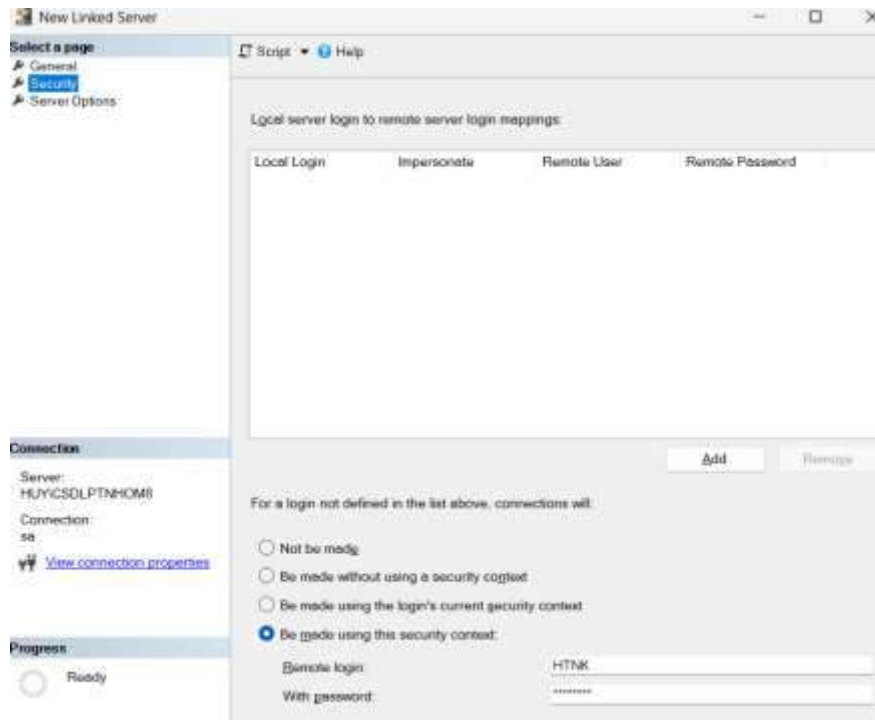 New Linked Server
Select a page
General
Security
Server Options
Script
Help
Local server login to remote server login mappings:
Local Login Impersonate Remote User Remote Password
Add Remove
For a login not defined in the list above, connections will:
Not be made
Be made without using a security context
Be made using the login's current security context
Be made using this security context:
Remote login: HTNK
With password: ********
Connection
Server:
HUY\CSDLPTNHOM6
Connection:
sa
View connection properties
Progress
Ready